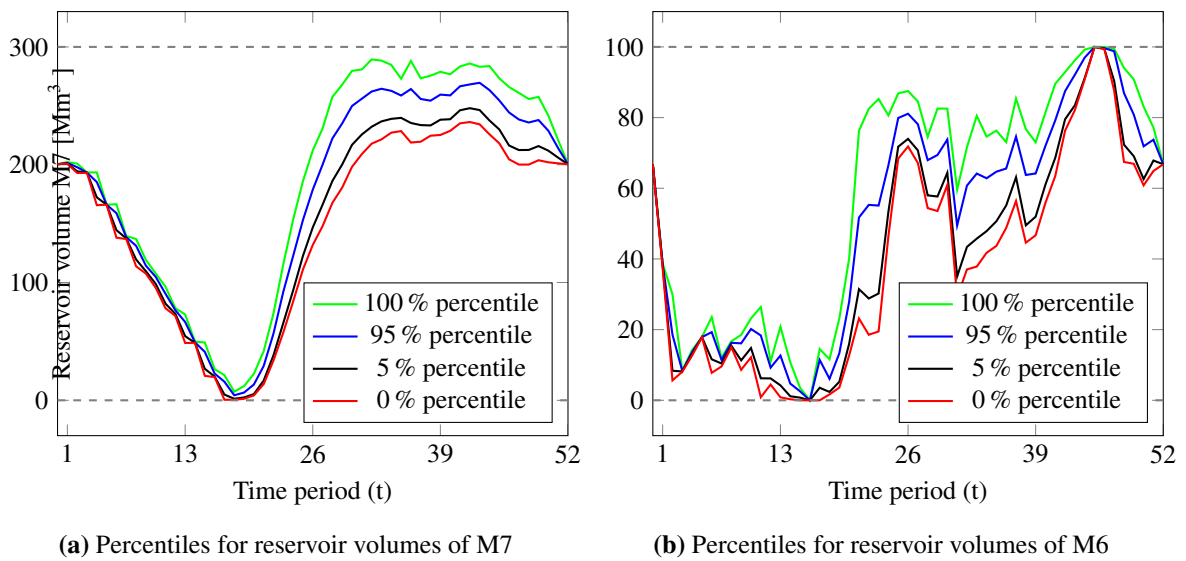 300
200
100
0
Reservoir volume M7 [Mm³]
100 % percentile
95 % percentile
5 % percentile
0 % percentile
1 13 26 39 52
Time period (t)
(a) Percentiles for reservoir volumes of M7
100
80
60
40
20
0
100 % percentile
95 % percentile
5 % percentile
0 % percentile
1 13 26 39 52
Time period (t)
(b) Percentiles for reservoir volumes of M6